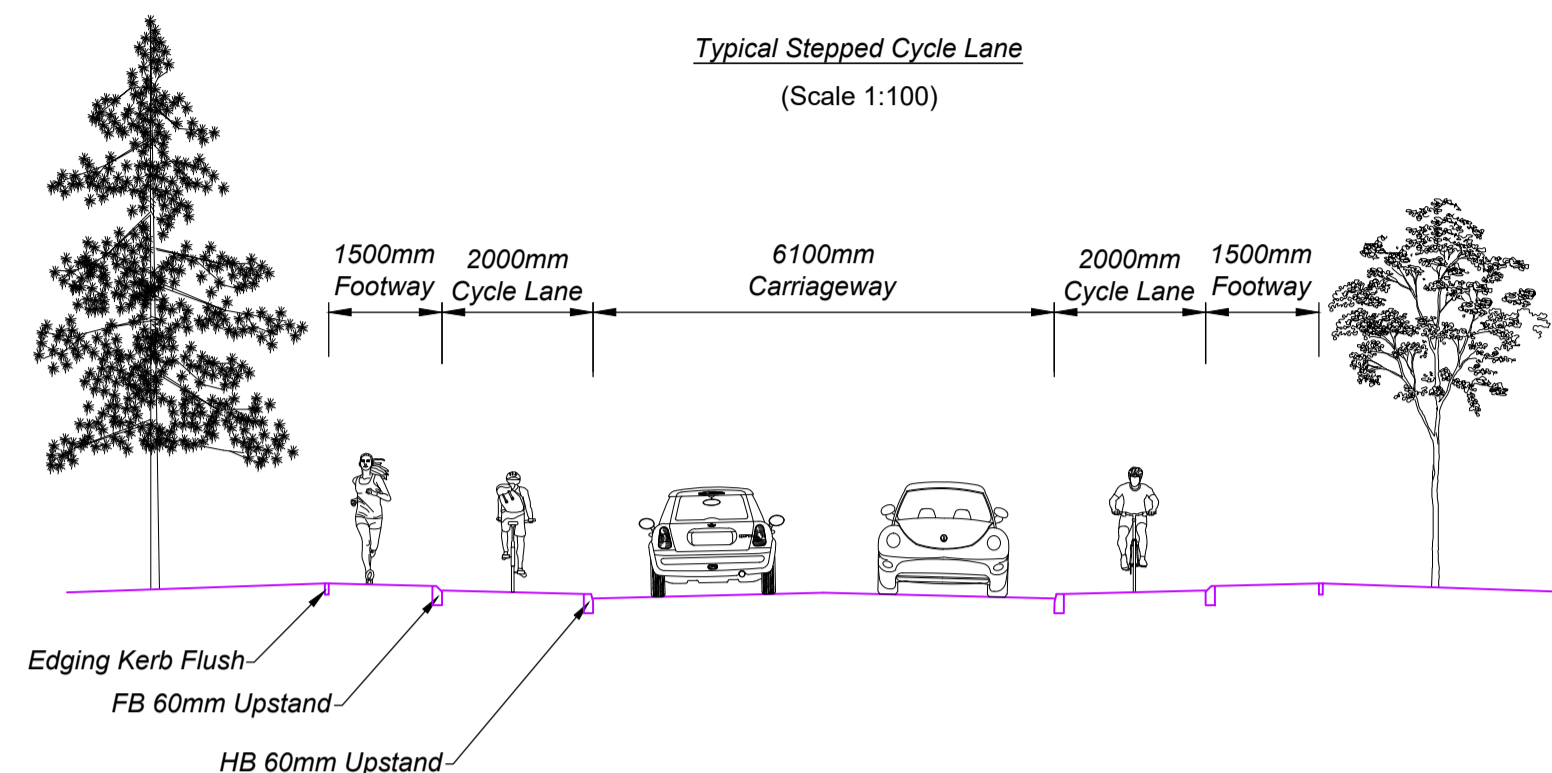 Typical Stepped Cycle Lane
(Scale 1:100)
1500mm
Footway
2000mm
Cycle Lane
6100mm
Carriageway
2000mm
Cycle Lane
1500mm
Footway
Edging Kerb Flush
FB 60mm Upstand
HB 60mm Upstand